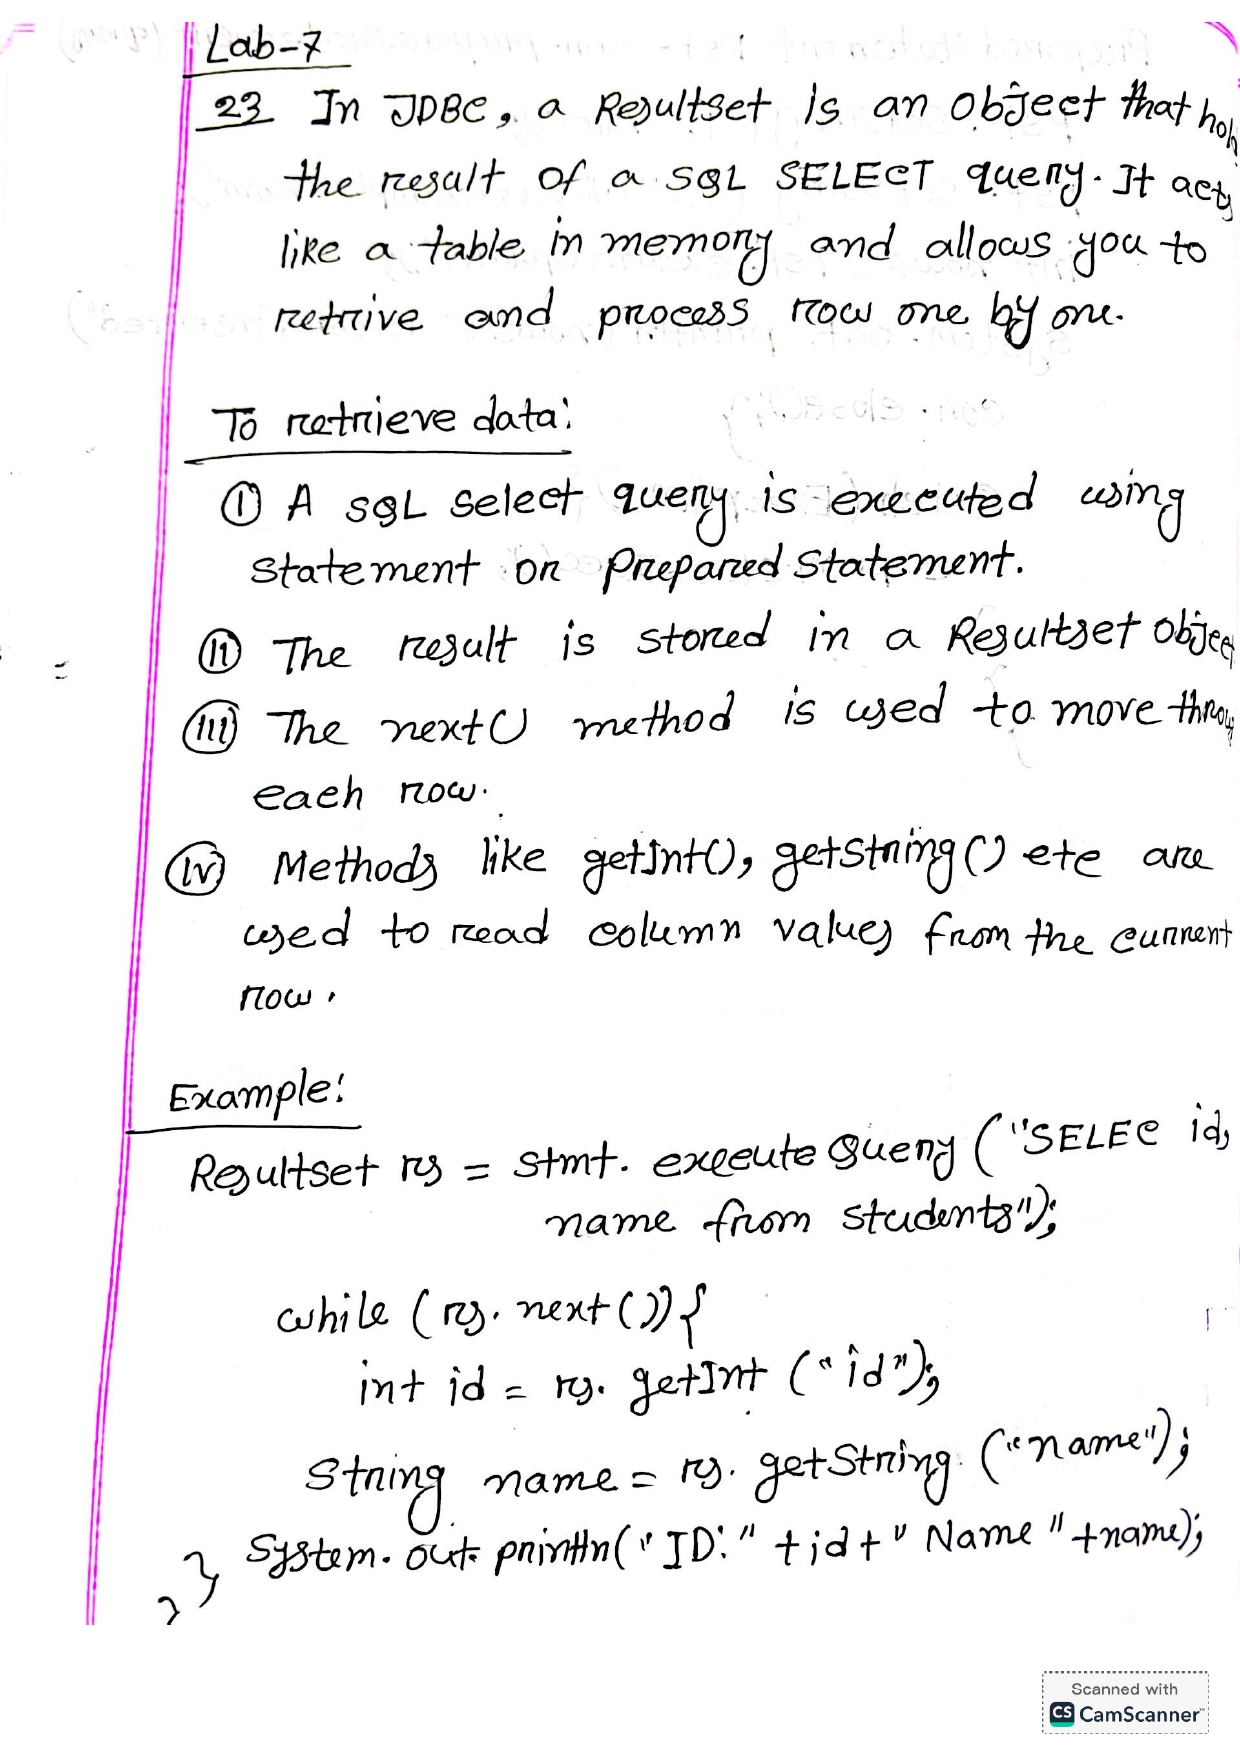 Lab-7
23 In JDBC, a Resultset is an object that
the result of a SQL SELECT query. It acts
like a table in memory and allows you to
retrive and process row one by one.
To retrieve data:
(i) A SQL select query is executed using
statement or Prepared Statement.
(ii) The result is stored in a Resultset Object
(iii) The next() method is used to move
each row.
(iv) Methods like getInt(), getString() etc are
used to read column values from the current
row.
Example:
Resultset rs = stmt. execute Query ("SELEC id,
name from students");
while (rs. next ()) {
int id = rs. getInt ("id");
String name = rs. getString ("name");
System. out. println("ID:" + id + " Name " + name);
}
}
Scanned with
CS CamScanner